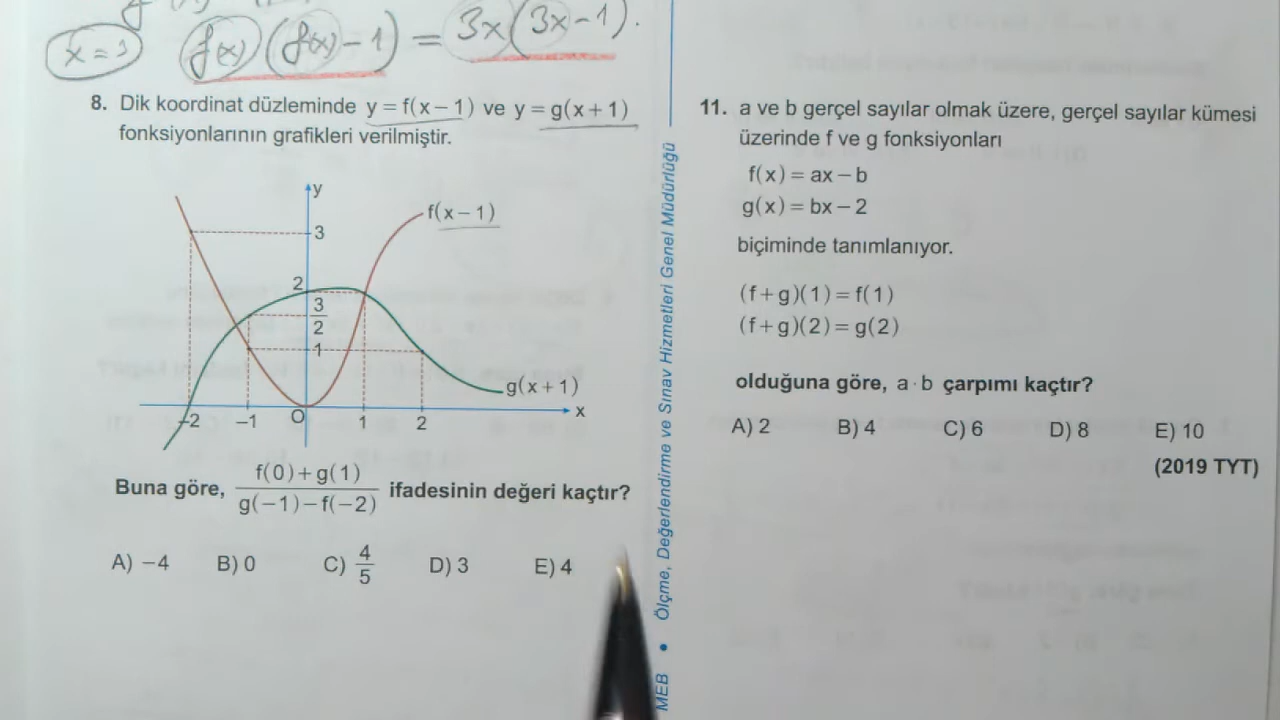 x = 3 f(x) (f(x) - 1) = 3x (3x - 1).
8. Dik koordinat düzleminde y = f(x – 1) ve y = g(x + 1)
fonksiyonlarının grafikleri verilmiştir.
y
f(x – 1)
3
2
3
2
1
g(x + 1)
x
–2 –1 O 1 2
Buna göre, f(0) + g(1) / g(–1) – f(–2) ifadesinin değeri kaçtır?
A) –4 B) 0 C) 4/5 D) 3 E) 4
MEB • Ölçme, Değerlendirme ve Sınav Hizmetleri Genel Müdürlüğü
11. a ve b gerçel sayılar olmak üzere, gerçel sayılar kümesi
üzerinde f ve g fonksiyonları
f(x) = ax – b
g(x) = bx – 2
biçiminde tanımlanıyor.
(f + g)(1) = f(1)
(f + g)(2) = g(2)
olduğuna göre, a · b çarpımı kaçtır?
A) 2 B) 4 C) 6 D) 8 E) 10
(2019 TYT)